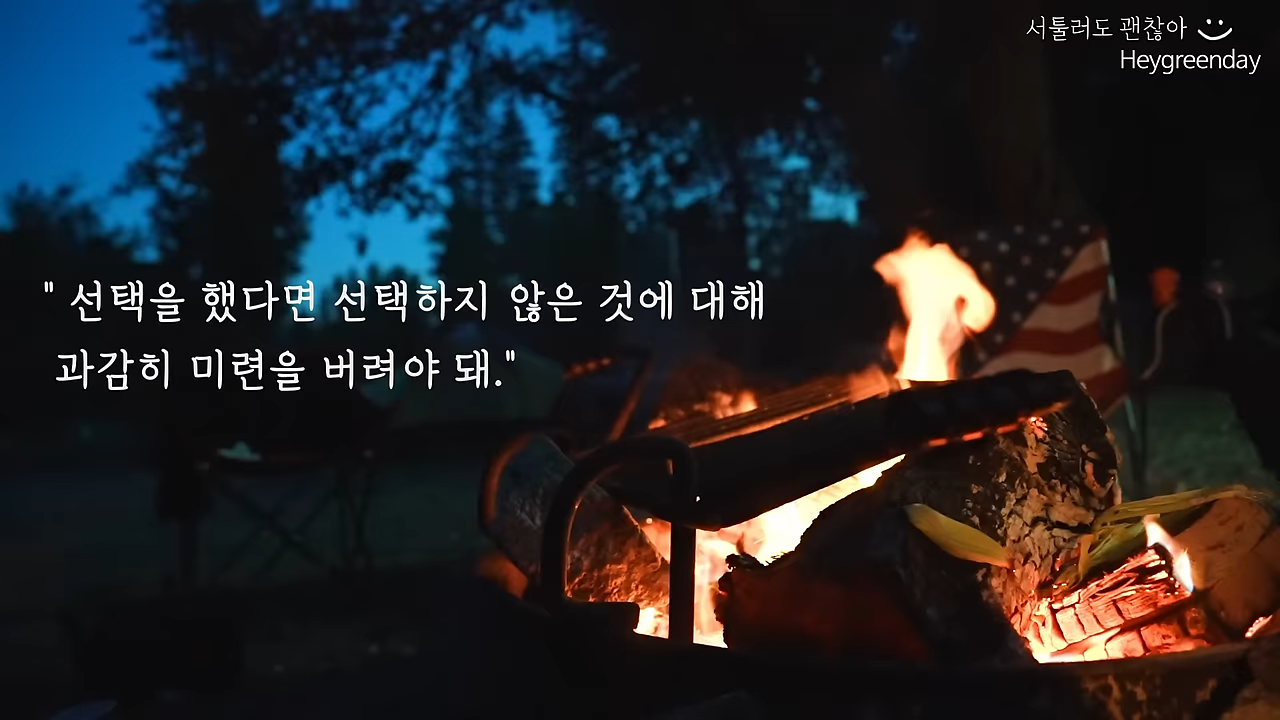 서툴러도 괜찮아
Heygreenday
" 선택을 했다면 선택하지 않은 것에 대해
과감히 미련을 버려야 돼."